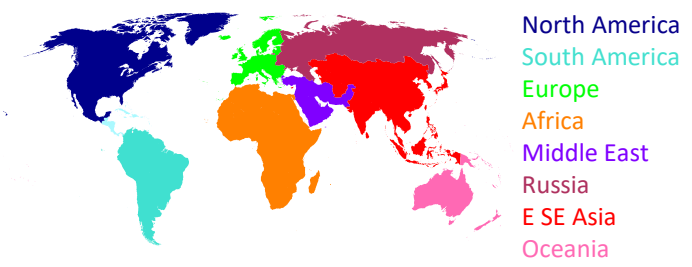 North America
South America
Europe
Africa
Middle East
Russia
E SE Asia
Oceania